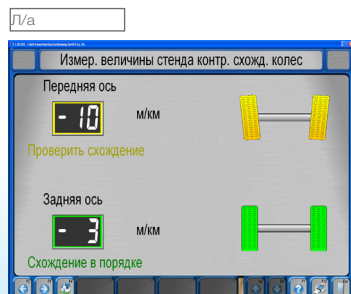 Л/а
Измер. величины стенда контр. схожд. колес
Передняя ось
- 10 м/км
Проверить схождение
Задняя ось
- 3 м/км
Схождение в порядке